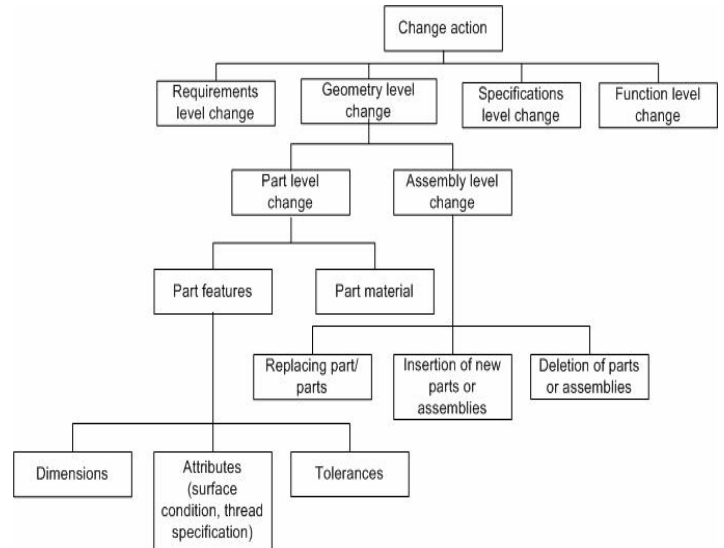 Change action
Requirements
level change
Geometry level
change
Specifications
level change
Function level
change
Part level
change
Assembly level
change
Part features
Part material
Replacing part/
parts
Insertion of new
parts or
assemblies
Deletion of parts
or assemblies
Dimensions
Attributes
(surface
condition, thread
specification)
Tolerances